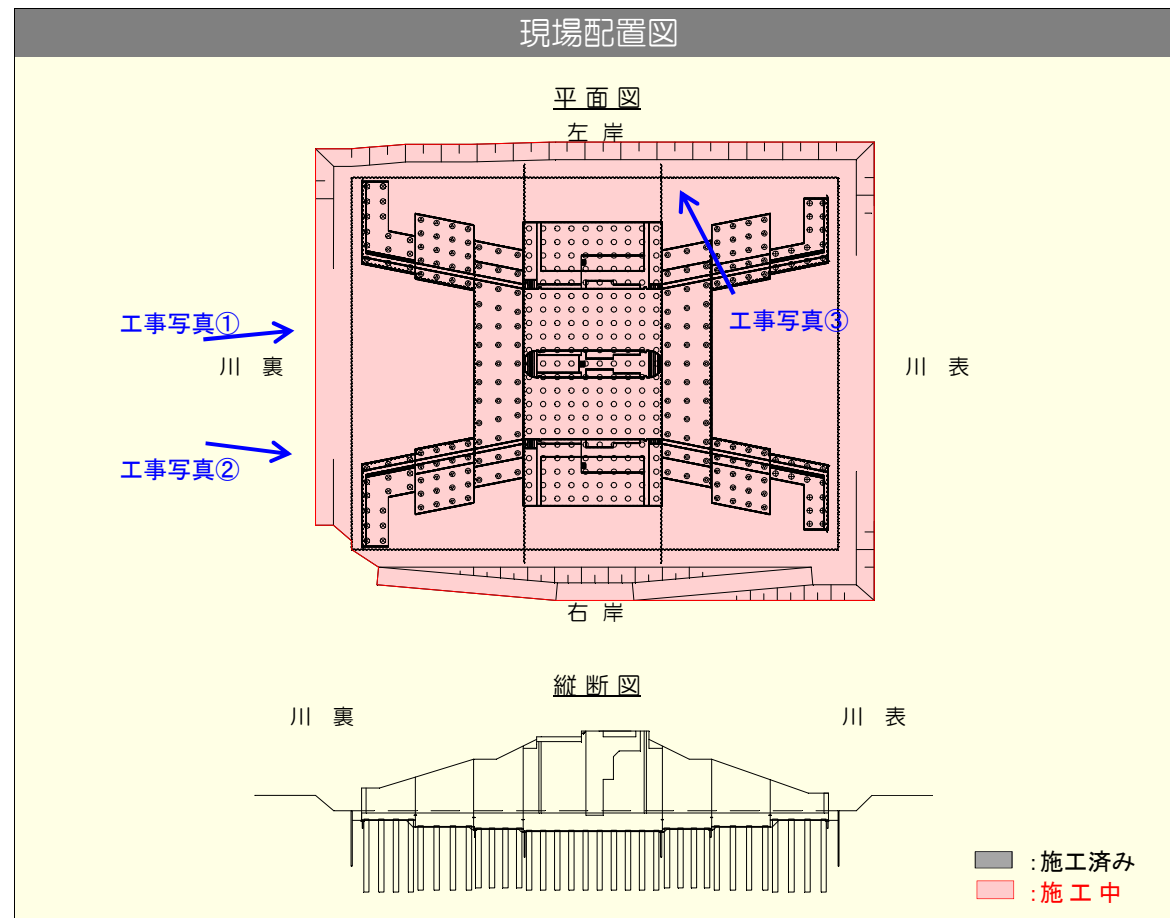 現場配置図
平面図
左岸
工事写真①
工事写真③
川裏
川表
工事写真②
右岸
縦断図
川裏
川表
:施工済み
:施工中